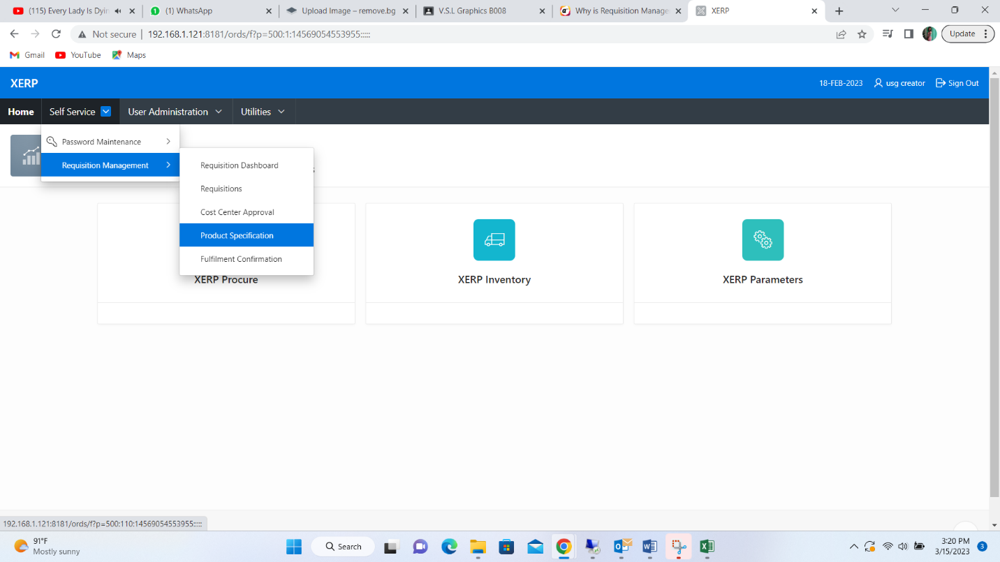 (115) Every Lady Is Dyin
(1) WhatsApp
Upload Image – remove.bg
V.S.L Graphics B008
Why is Requisition Manage
XERP
Not secure
192.168.1.121:8181/ords/f?p=500:1:14569054553955:::::
Update
Gmail
YouTube
Maps
XERP
18-FEB-2023
usg creator
Sign Out
Home
Self Service
User Administration
Utilities
Password Maintenance
Requisition Management
Requisition Dashboard
Requisitions
Cost Center Approval
Product Specification
Fulfilment Confirmation
XERP Procure
XERP Inventory
XERP Parameters
192.168.1.121:8181/ords/f?p=500:110:14569054553955:::::
91°F
Mostly sunny
Search
3:20 PM
3/15/2023
3